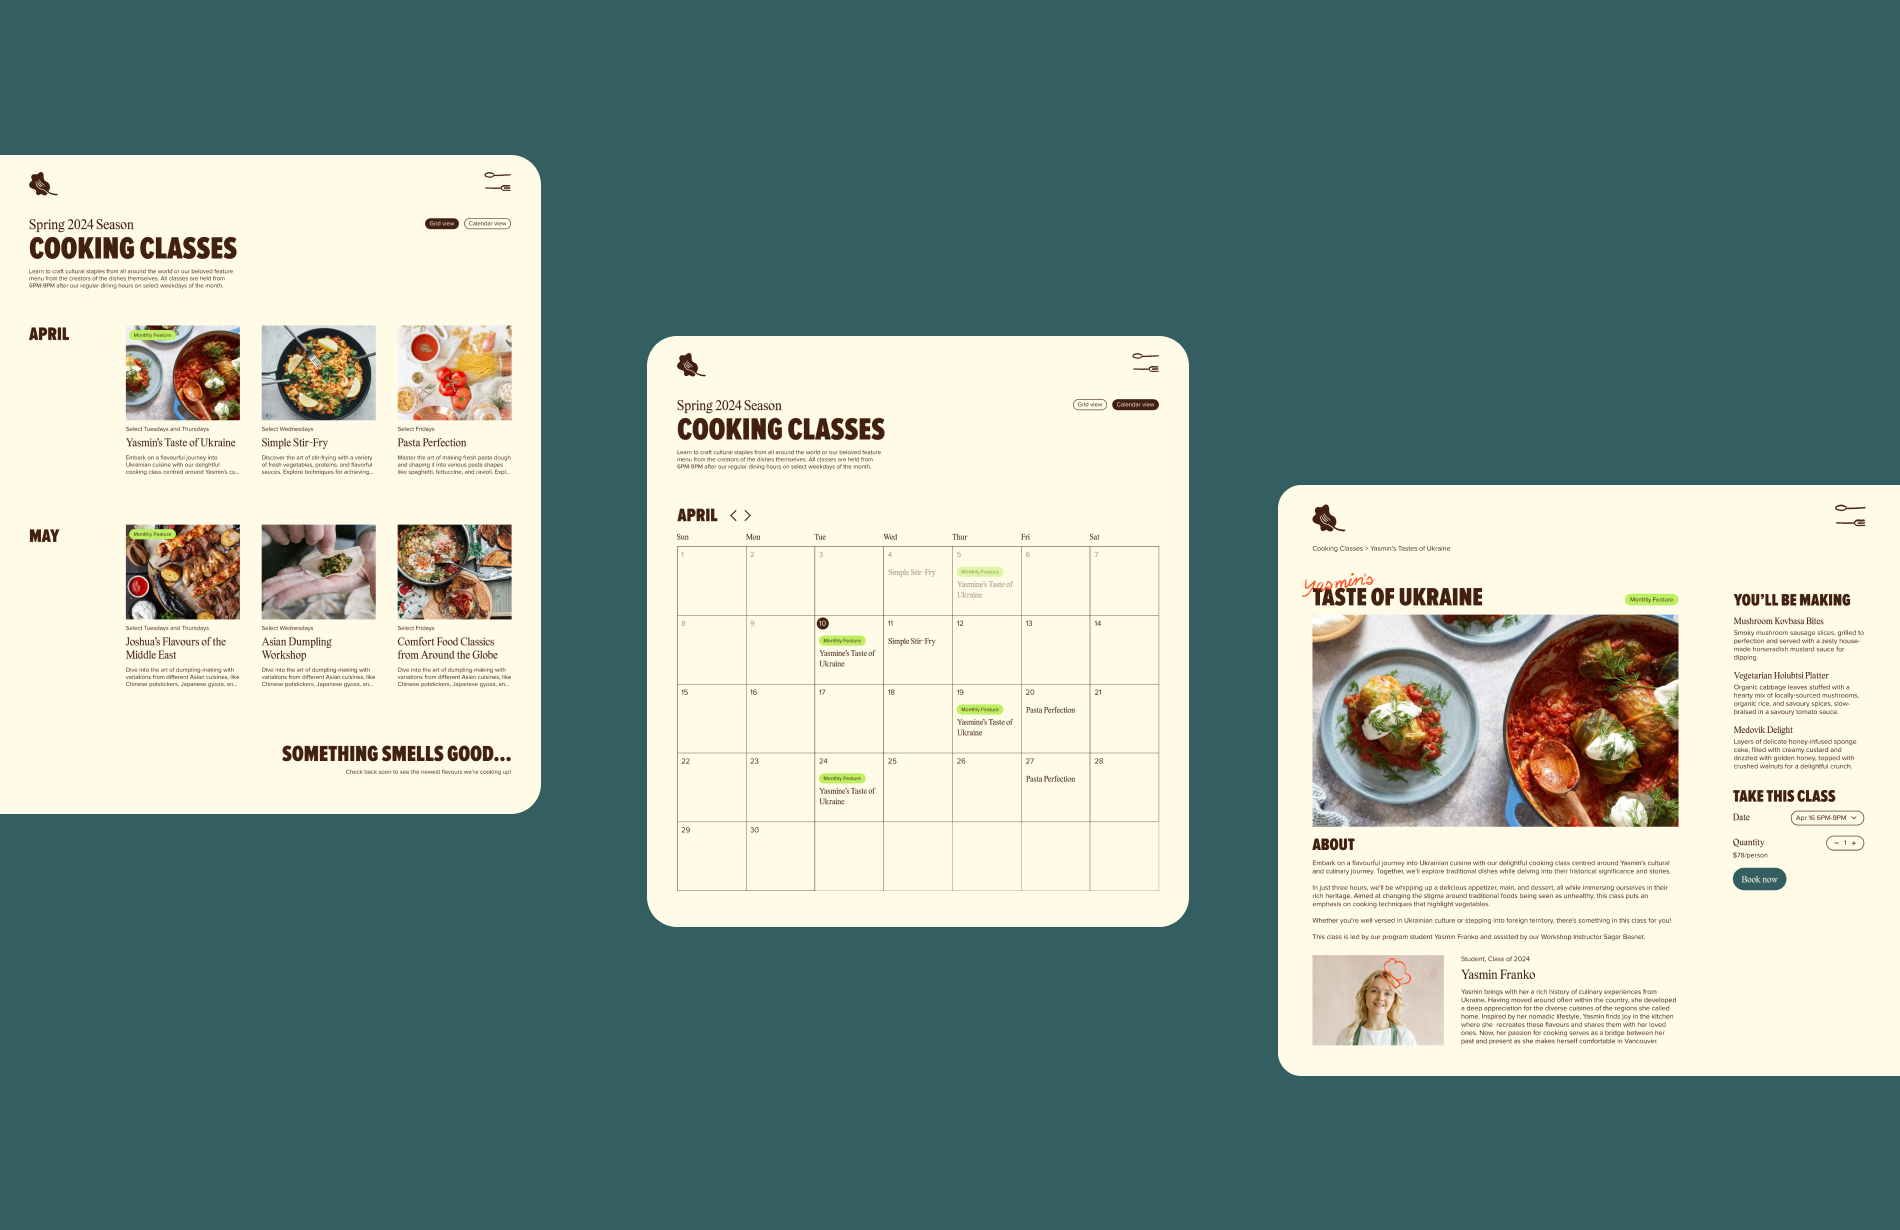 Spring 2024 Season
COOKING CLASSES
Grid view
Calendar view
Learn to craft cultural staples from all around the world or our beloved feature
menu from the creators of the dishes themselves. All classes are held from
6PM-9PM after our regular dining hours on select weekdays of the month.
APRIL
Monthly Feature
Select Tuesdays and Thursdays
Yasmin's Taste of Ukraine
Embark on a flavourful journey into
Ukrainian cuisine with our delightful
cooking class centred around Yasmin's cu...
Select Wednesdays
Simple Stir-Fry
Discover the art of stir-frying with a variety
of fresh vegetables, proteins, and flavorful
sauces. Explore techniques for achieving...
Select Fridays
Pasta Perfection
Master the art of making fresh pasta dough
and shaping it into various pasta shapes
like spaghetti, fettuccine, and ravioli. Expl...
MAY
Monthly Feature
Select Tuesdays and Thursdays
Joshua's Flavours of the
Middle East
Dive into the art of dumpling-making with
variations from different Asian cuisines, like
Chinese potstickers, Japanese gyoza, an...
Select Wednesdays
Asian Dumpling
Workshop
Dive into the art of dumpling-making with
variations from different Asian cuisines, like
Chinese potstickers, Japanese gyoza, an...
Select Fridays
Comfort Food Classics
from Around the Globe
Dive into the art of dumpling-making with
variations from different Asian cuisines, like
Chinese potstickers, Japanese gyoza, an...
SOMETHING SMELLS GOOD...
Check back soon to see the newest flavours we're cooking up!
Spring 2024 Season
COOKING CLASSES
Grid view
Calendar view
Learn to craft cultural staples from all around the world or our beloved feature
menu from the creators of the dishes themselves. All classes are held from
6PM-9PM after our regular dining hours on select weekdays of the month.
APRIL < >
Sun Mon Tue Wed Thur Fri Sat
1 2 3 4 5 6 7
Simple Stir-Fry
Monthly Feature
Yasmine's Taste of
Ukraine
8 9 10 11 12 13 14
Monthly Feature
Yasmine's Taste of
Ukraine
Simple Stir-Fry
15 16 17 18 19 20 21
Monthly Feature
Yasmine's Taste of
Ukraine
Pasta Perfection
22 23 24 25 26 27 28
Monthly Feature
Yasmine's Taste of
Ukraine
Pasta Perfection
29 30
Cooking Classes > Yasmin's Tastes of Ukraine
Yasmin's
TASTE OF UKRAINE
Monthly Feature
ABOUT
Embark on a flavourful journey into Ukrainian cuisine with our delightful cooking class centred around Yasmin's cultural
and culinary journey. Together, we'll explore traditional dishes while delving into their historical significance and stories.
In just three hours, we'll be whipping up a delicious appetizer, main, and dessert, all while immersing ourselves in their
rich heritage. Aimed at changing the stigma around traditional foods being seen as unhealthy, this class puts an
emphasis on cooking techniques that highlight vegetables.
Whether you're well versed in Ukrainian culture or stepping into foreign territory, there's something in this class for you!
This class is led by our program student Yasmin Franko and assisted by our Workshop Instructor Sagar Basnet.
Student, Class of 2024
Yasmin Franko
Yasmin brings with her a rich history of culinary experiences from
Ukraine. Having moved around often within the country, she developed
a deep appreciation for the diverse cuisines of the regions she called
home. Inspired by her nomadic lifestyle, Yasmin finds joy in the kitchen
where she recreates these flavours and shares them with her loved
ones. Now, her passion for cooking serves as a bridge between her
past and present as she makes herself comfortable in Vancouver.
YOU'LL BE MAKING
Mushroom Kovbasa Bites
Smoky mushroom sausage slices, grilled to
perfection and served with a zesty house-
made horseradish mustard sauce for
dipping.
Vegetarian Holubtsi Platter
Organic cabbage leaves stuffed with a
hearty mix of locally-sourced mushrooms,
organic rice, and savoury spices, slow-
braised in a savoury tomato sauce.
Medovik Delight
Layers of delicate honey-infused sponge
cake, filled with creamy custard and
drizzled with golden honey, topped with
crushed walnuts for a delightful crunch.
TAKE THIS CLASS
Date
Apr 16 6PM-9PM
Quantity
− 1 +
$78/person
Book now